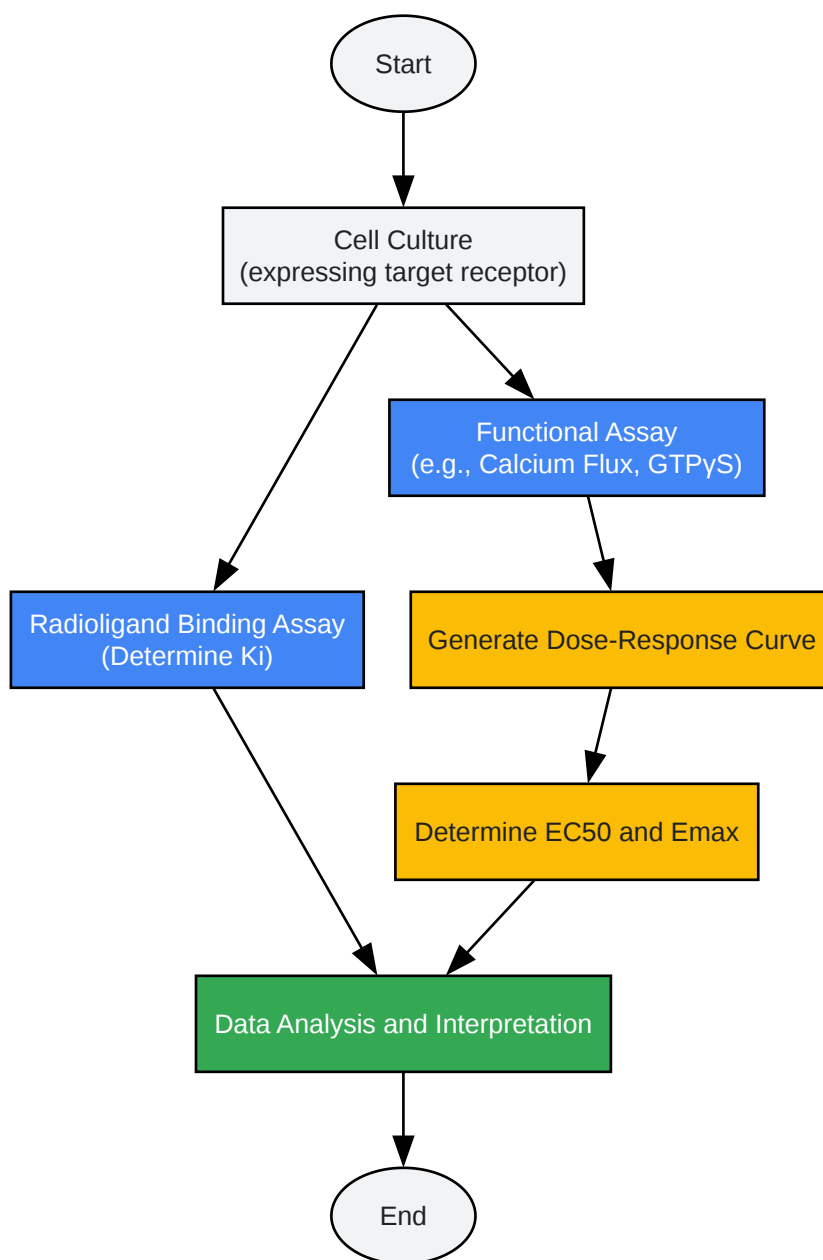 Start
Cell Culture
(expressing target receptor)
Functional Assay
(e.g., Calcium Flux, GTPγS)
Radioligand Binding Assay
(Determine Ki)
Generate Dose-Response Curve
Determine EC50 and Emax
Data Analysis and Interpretation
End